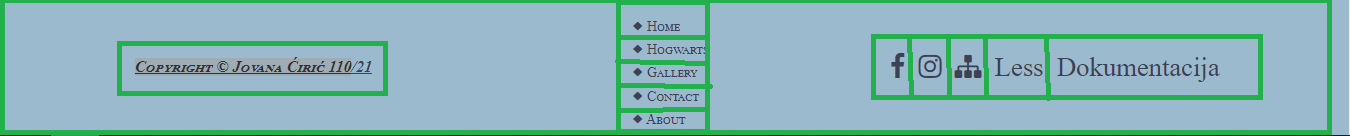 Copyright © Jovana Ćirić 110/21
Home
Hogwarts
Gallery
Contact
About
Less Dokumentacija